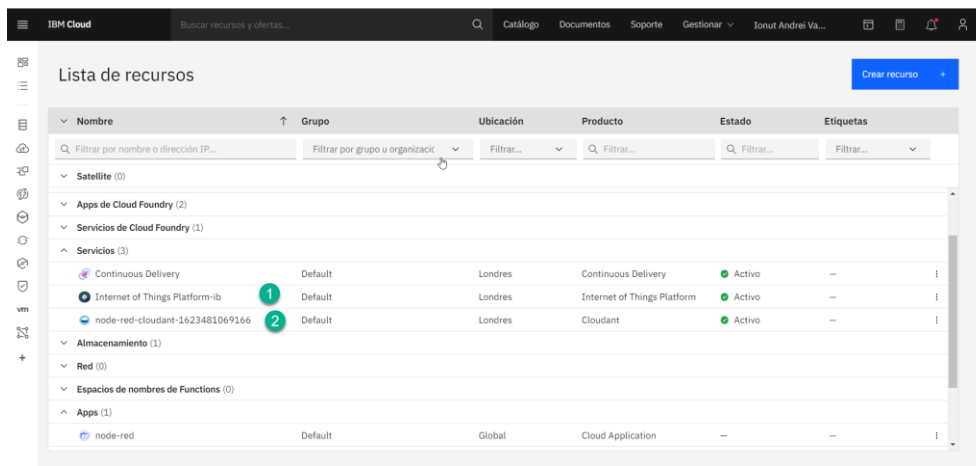 IBM Cloud
Buscar recursos y ofertas...
Catálogo
Documentos
Soporte
Gestionar
Ionut Andrei Va...
Lista de recursos
Crear recurso +
Nombre
Grupo
Ubicación
Producto
Estado
Etiquetas
Filtrar por nombre o dirección IP...
Filtrar por grupo u organizació
Filtrar...
Filtrar...
Filtrar...
Filtrar...
Satellite (0)
Apps de Cloud Foundry (2)
Servicios de Cloud Foundry (1)
Servicios (3)
Continuous Delivery Default Londres Continuous Delivery Activo —
Internet of Things Platform-ib 1 Default Londres Internet of Things Platform Activo —
node-red-cloudant-1623481069166 2 Default Londres Cloudant Activo —
vm
Almacenamiento (1)
Red (0)
Espacios de nombres de Functions (0)
Apps (1)
node-red Default Global Cloud Application — —